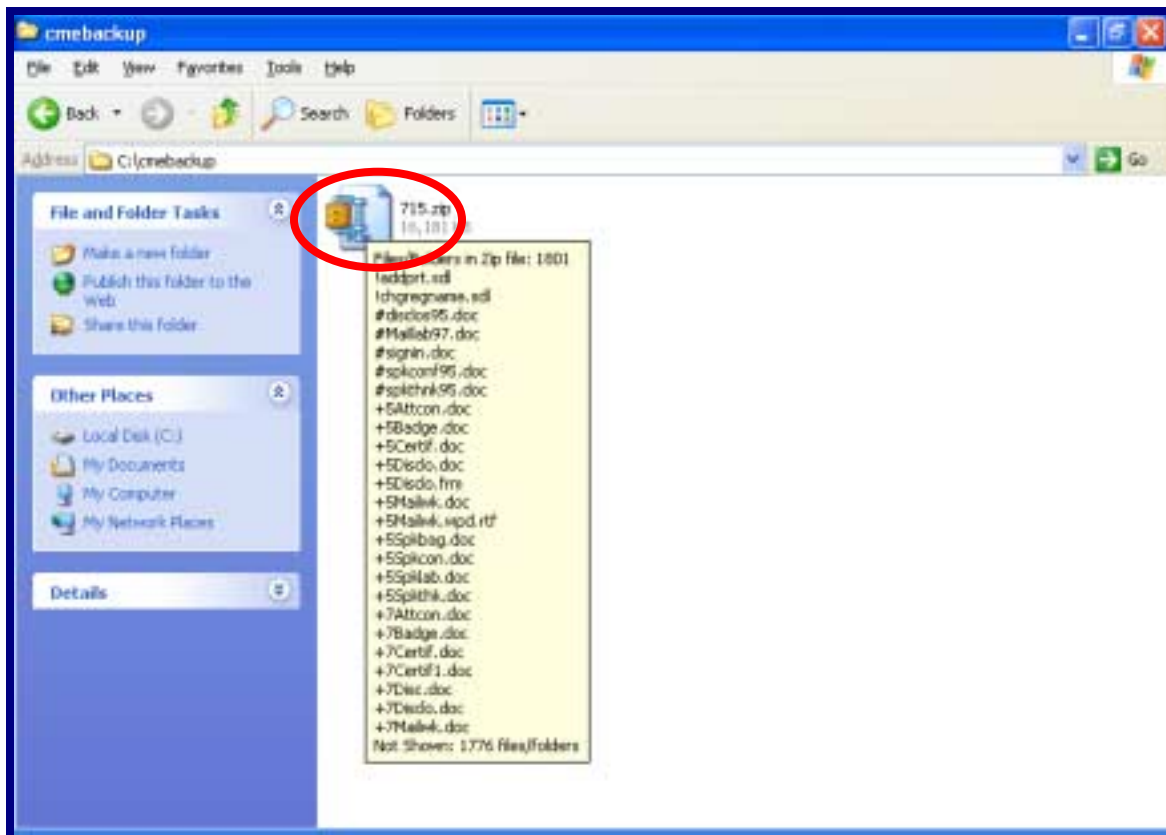 cmebackup
File Edit View Favorites Tools Help
Back Search Folders
Address C:\cmebackup Go
File and Folder Tasks
Make a new folder
Publish this folder to the
Web
Share this folder
Other Places
Local Disk (C:)
My Documents
My Computer
My Network Places
Details
715.zip
16,181
Files/Folders in Zip file: 1801
!addprt.sdl
!chgregname.sdl
#disclos95.doc
#Maillab97.doc
#signin.doc
#spkconf95.doc
#spkthnk95.doc
+5Attcon.doc
+5Badge.doc
+5Certif.doc
+5Disclo.doc
+5Disclo.frm
+5Mailwk.doc
+5Mailwk.wpd.rtf
+5Spkbag.doc
+5Spkcon.doc
+5Spklab.doc
+5Spkthk.doc
+7Attcon.doc
+7Badge.doc
+7Certif.doc
+7Certif1.doc
+7Disc.doc
+7Disclo.doc
+7Mailwk.doc
Not Shown: 1776 files/folders